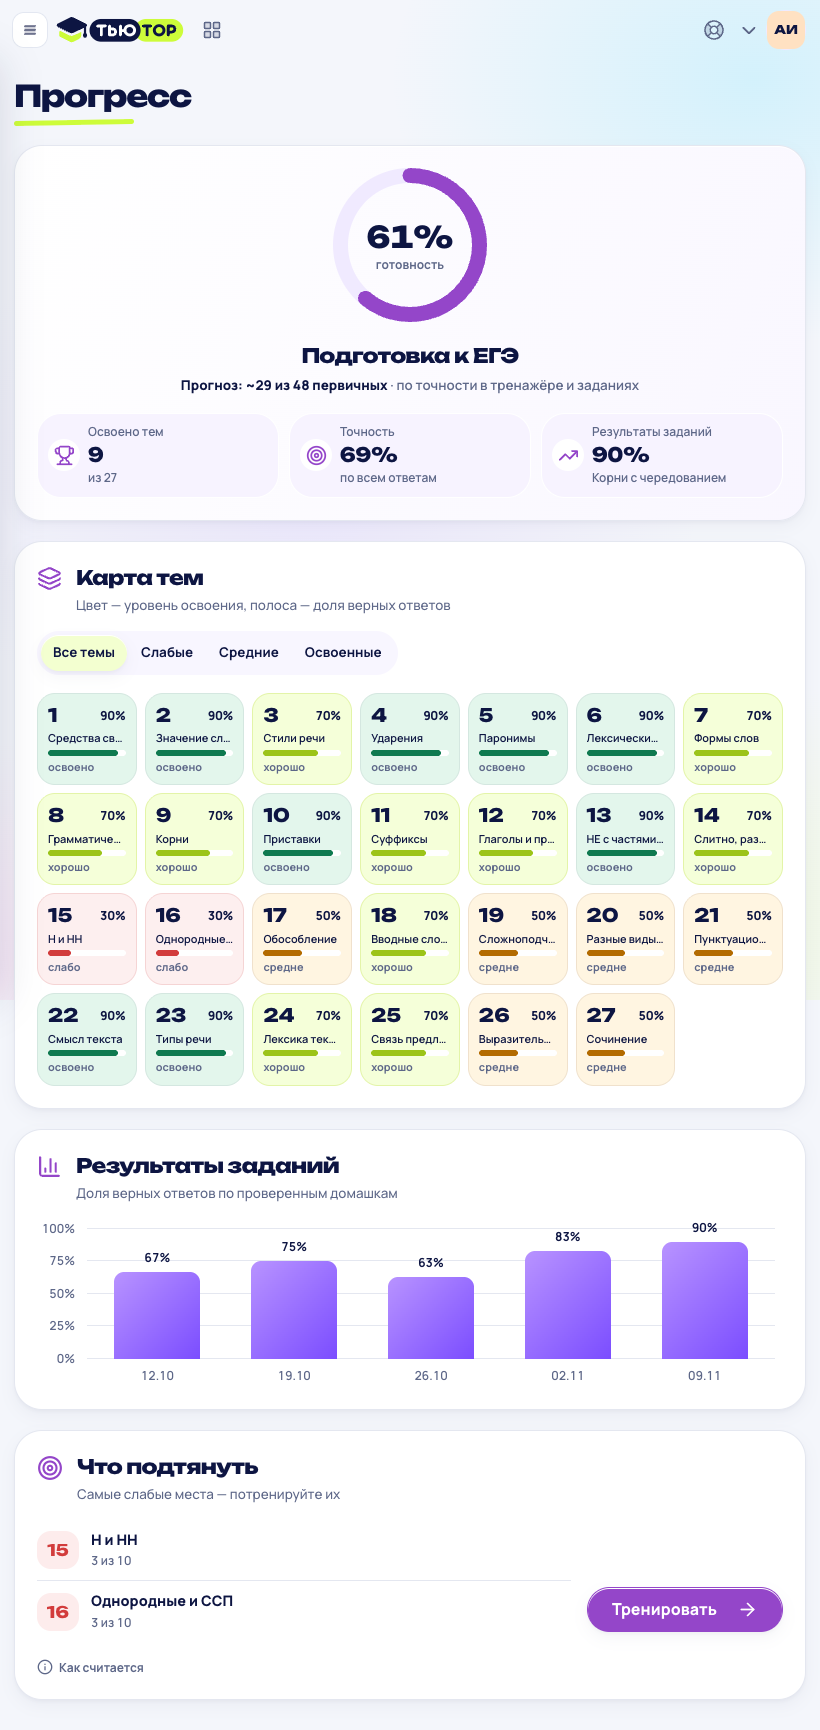 ТЬЮТОР
АИ
Прогресс
61%
готовность
Подготовка к ЕГЭ
Прогноз: ~29 из 48 первичных · по точности в тренажёре и заданиях
Освоено тем
9
из 27
Точность
69%
по всем ответам
Результаты заданий
90%
Корни с чередованием
Карта тем
Цвет — уровень освоения, полоса — доля верных ответов
Все темы Слабые Средние Освоенные
1 90%
Средства св...
освоено
2 90%
Значение сл...
освоено
3 70%
Стили речи
хорошо
4 90%
Ударения
освоено
5 90%
Паронимы
освоено
6 90%
Лексически...
освоено
7 70%
Формы слов
хорошо
8 70%
Грамматиче...
хорошо
9 70%
Корни
хорошо
10 90%
Приставки
освоено
11 70%
Суффиксы
хорошо
12 70%
Глаголы и пр...
хорошо
13 90%
НЕ с частями...
освоено
14 70%
Слитно, раз...
хорошо
15 30%
Н и НН
слабо
16 30%
Однородные...
слабо
17 50%
Обособление
средне
18 70%
Вводные сло...
хорошо
19 50%
Сложноподч...
средне
20 50%
Разные виды...
средне
21 50%
Пунктуацио...
средне
22 90%
Смысл текста
освоено
23 90%
Типы речи
освоено
24 70%
Лексика тек...
хорошо
25 70%
Связь предл...
хорошо
26 50%
Выразитель...
средне
27 50%
Сочинение
средне
Результаты заданий
Доля верных ответов по проверенным домашкам
100%
75%
50%
25%
0%
67%
75%
63%
83%
90%
12.10 19.10 26.10 02.11 09.11
Что подтянуть
Самые слабые места — потренируйте их
15
Н и НН
3 из 10
16
Однородные и ССП
3 из 10
Тренировать
Как считается